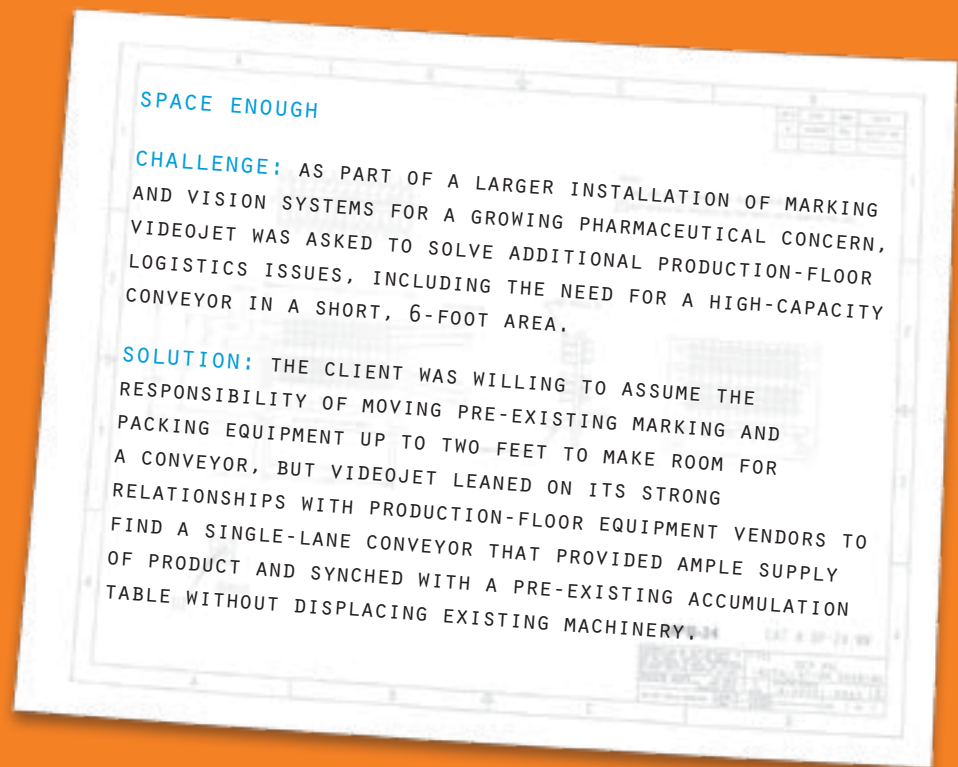 SPACE ENOUGH
CHALLENGE: AS PART OF A LARGER INSTALLATION OF MARKING
AND VISION SYSTEMS FOR A GROWING PHARMACEUTICAL CONCERN,
VIDEOJET WAS ASKED TO SOLVE ADDITIONAL PRODUCTION-FLOOR
LOGISTICS ISSUES, INCLUDING THE NEED FOR A HIGH-CAPACITY
CONVEYOR IN A SHORT, 6-FOOT AREA.
SOLUTION: THE CLIENT WAS WILLING TO ASSUME THE
RESPONSIBILITY OF MOVING PRE-EXISTING MARKING AND
PACKING EQUIPMENT UP TO TWO FEET TO MAKE ROOM FOR
A CONVEYOR, BUT VIDEOJET LEANED ON ITS STRONG
RELATIONSHIPS WITH PRODUCTION-FLOOR EQUIPMENT VENDORS TO
FIND A SINGLE-LANE CONVEYOR THAT PROVIDED AMPLE SUPPLY
OF PRODUCT AND SYNCHED WITH A PRE-EXISTING ACCUMULATION
TABLE WITHOUT DISPLACING EXISTING MACHINERY.